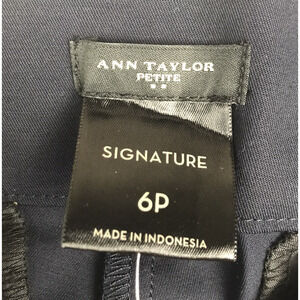 ANN TAYLOR
PETITE
SIGNATURE
6P
MADE IN INDONESIA